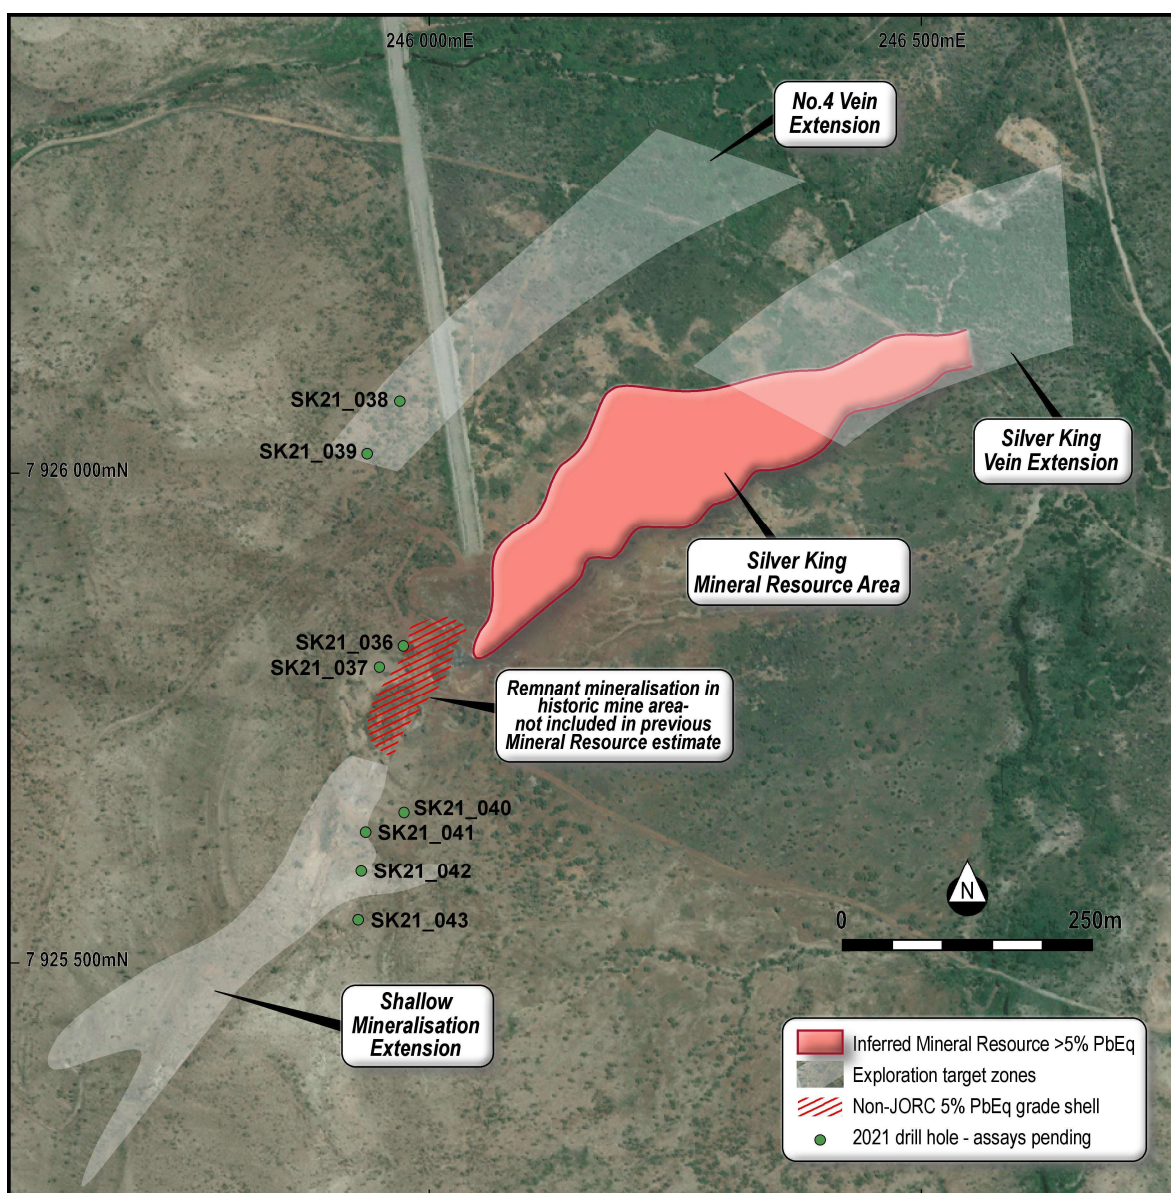 246 000mE
246 500mE
No.4 Vein
Extension
SK21_038
SK21_039
7 926 000mN
Silver King
Vein Extension
Silver King
Mineral Resource Area
SK21_036
SK21_037
Remnant mineralisation in
historic mine area-
not included in previous
Mineral Resource estimate
SK21_040
SK21_041
SK21_042
SK21_043
N
0
250m
7 925 500mN
Shallow
Mineralisation
Extension
Inferred Mineral Resource >5% PbEq
Exploration target zones
Non-JORC 5% PbEq grade shell
2021 drill hole - assays pending